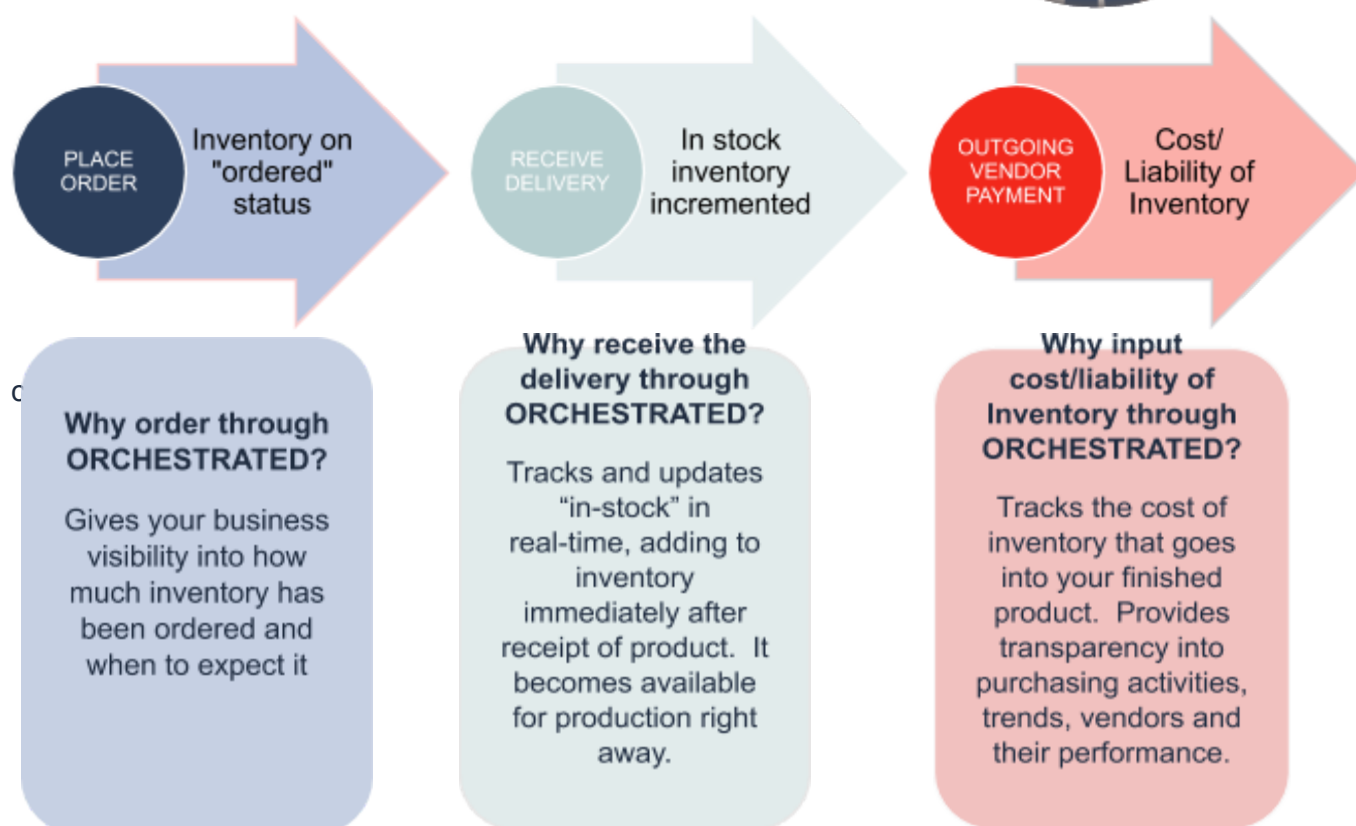 PLACE
ORDER
Inventory on
"ordered"
status
RECEIVE
DELIVERY
In stock
inventory
incremented
OUTGOING
VENDOR
PAYMENT
Cost/
Liability of
Inventory
Why order through
ORCHESTRATED?
Gives your business
visibility into how
much inventory has
been ordered and
when to expect it
Why receive the
delivery through
ORCHESTRATED?
Tracks and updates
“in-stock” in
real-time, adding to
inventory
immediately after
receipt of product.  It
becomes available
for production right
away.
Why input
cost/liability of
Inventory through
ORCHESTRATED?
Tracks the cost of
inventory that goes
into your finished
product.  Provides
transparency into
purchasing activities,
trends, vendors and
their performance.